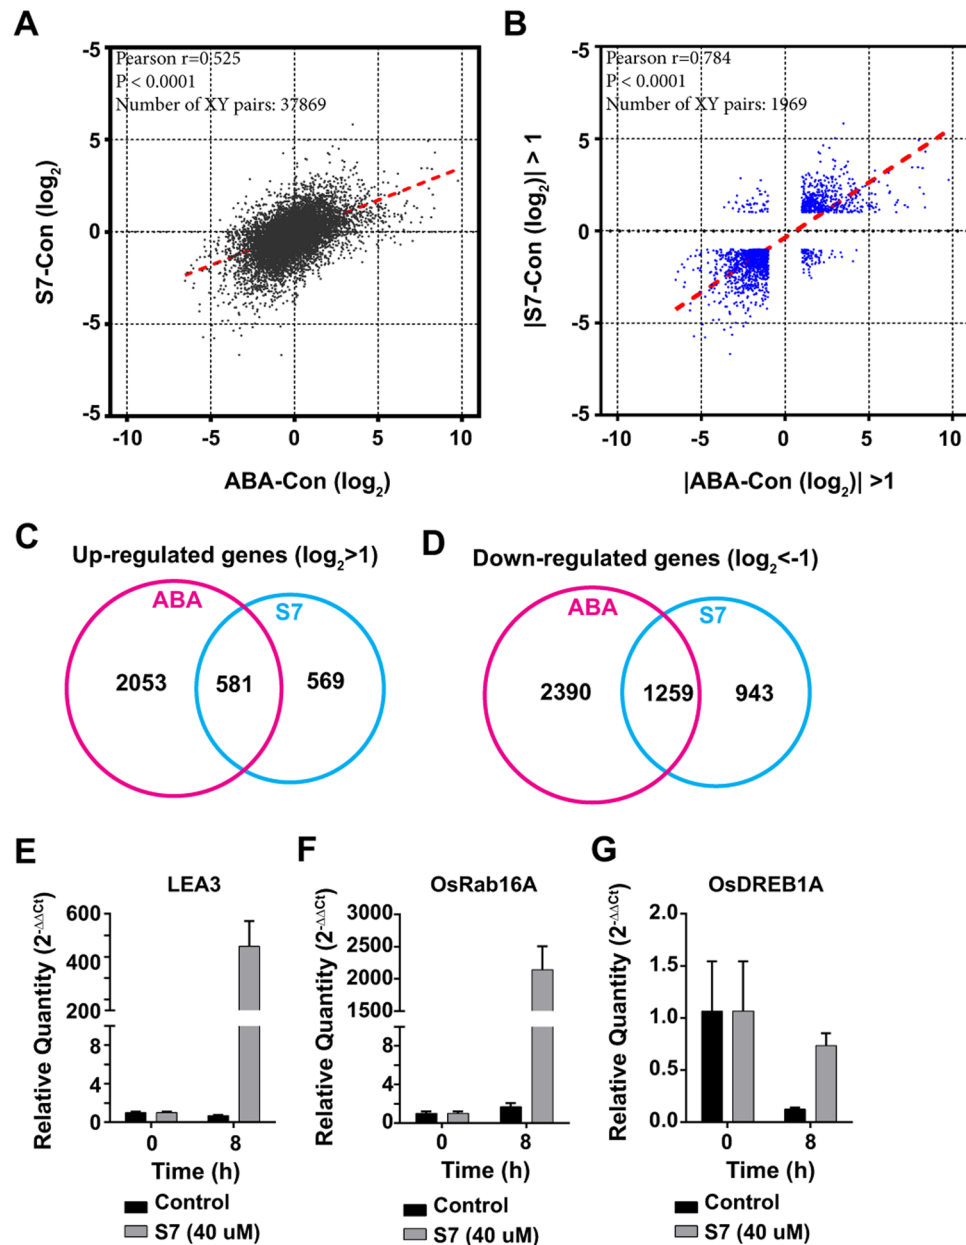 A
-5
5
0
-5
-5
S7-Con (log2)
Pearson r=0.525
P < 0.0001
Number of XY pairs: 37869
-10 -5 0 5 10
ABA-Con (log2)
B
-5
5
0
-5
-5
|S7-Con (log2)| > 1
Pearson r=0.784
P < 0.0001
Number of XY pairs: 1969
-10 -5 0 5 10
|ABA-Con (log2)| >1
C
Up-regulated genes (log2>1)
ABA
S7
2053 581 569
D
Down-regulated genes (log2<-1)
ABA
S7
2390 1259 943
E
LEA3
Relative Quantity (2-ΔΔCt)
600
400
200
8
4
0
0 8
Time (h)
Control
S7 (40 uM)
F
OsRab16A
Relative Quantity (2-ΔΔCt)
3000
2500
2000
1500
8
4
0
0 8
Time (h)
Control
S7 (40 uM)
G
OsDREB1A
Relative Quantity (2-ΔΔCt)
2.0
1.5
1.0
0.5
0.0
0 8
Time (h)
Control
S7 (40 uM)